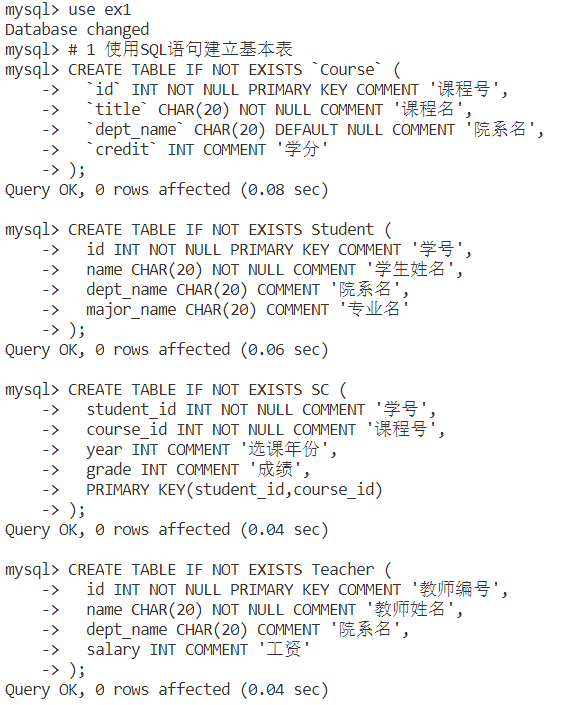 mysql> use ex1
Database changed
mysql> # 1 使用SQL语句建立基本表
mysql> CREATE TABLE IF NOT EXISTS `Course` (
    ->   `id` INT NOT NULL PRIMARY KEY COMMENT '课程号',
    ->   `title` CHAR(20) NOT NULL COMMENT '课程名',
    ->   `dept_name` CHAR(20) DEFAULT NULL COMMENT '院系名',
    ->   `credit` INT COMMENT '学分'
    -> );
Query OK, 0 rows affected (0.08 sec)
mysql> CREATE TABLE IF NOT EXISTS Student (
    ->   id INT NOT NULL PRIMARY KEY COMMENT '学号',
    ->   name CHAR(20) NOT NULL COMMENT '学生姓名',
    ->   dept_name CHAR(20) COMMENT '院系名',
    ->   major_name CHAR(20) COMMENT '专业名'
    -> );
Query OK, 0 rows affected (0.06 sec)
mysql> CREATE TABLE IF NOT EXISTS SC (
    ->   student_id INT NOT NULL COMMENT '学号',
    ->   course_id INT NOT NULL COMMENT '课程号',
    ->   year INT COMMENT '选课年份',
    ->   grade INT COMMENT '成绩',
    ->   PRIMARY KEY(student_id,course_id)
    -> );
Query OK, 0 rows affected (0.04 sec)
mysql> CREATE TABLE IF NOT EXISTS Teacher (
    ->   id INT NOT NULL PRIMARY KEY COMMENT '教师编号',
    ->   name CHAR(20) NOT NULL COMMENT '教师姓名',
    ->   dept_name CHAR(20) COMMENT '院系名',
    ->   salary INT COMMENT '工资'
    -> );
Query OK, 0 rows affected (0.04 sec)